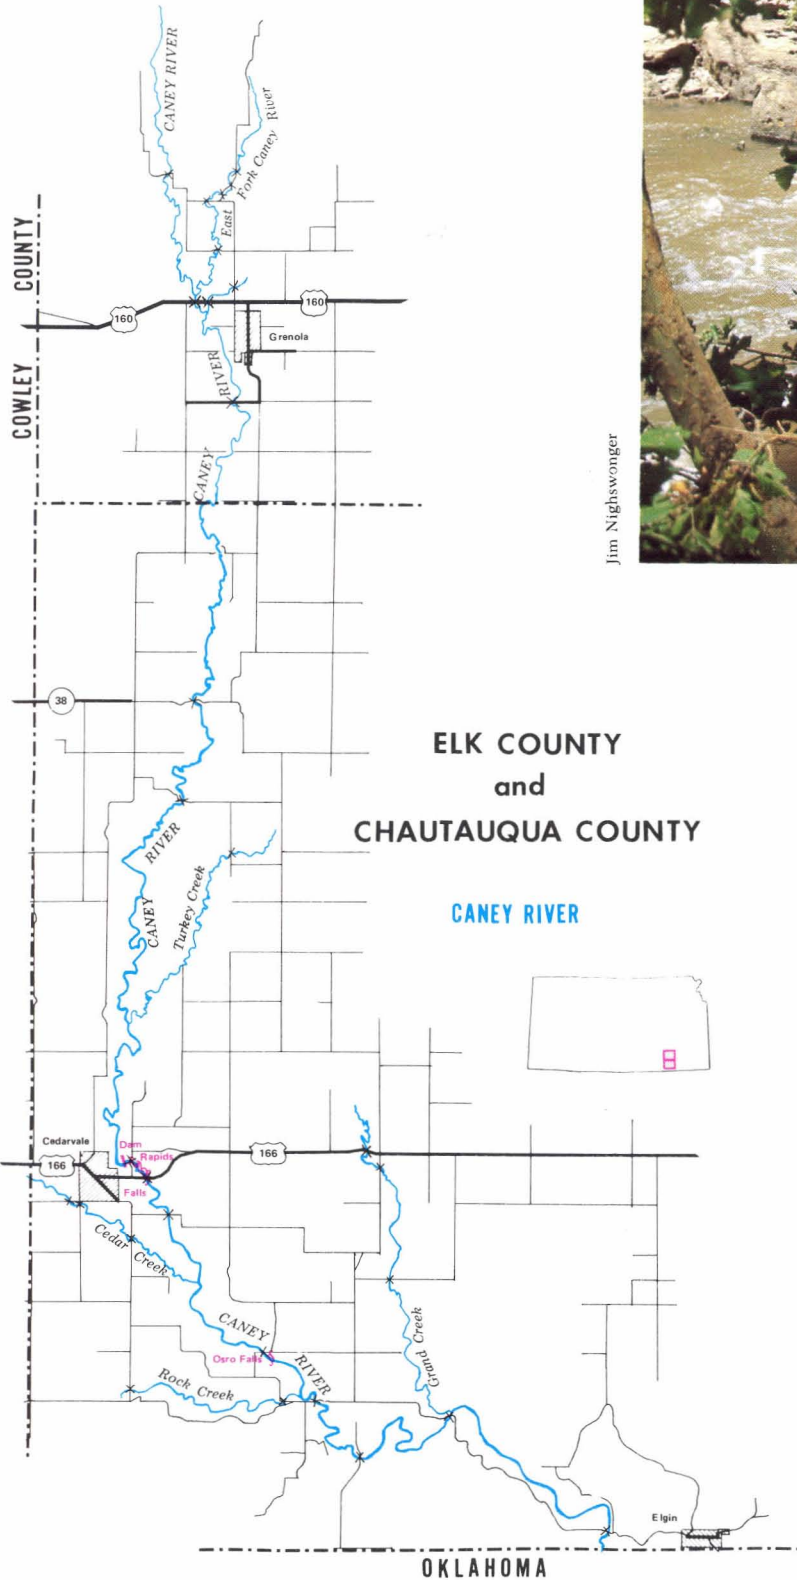 CANEY RIVER
East Fork Caney River
COWLEY COUNTY
160
160
Grenola
CANEY RIVER
Jim Nighswonger
38
ELK COUNTY
and
CHAUTAUQUA COUNTY
CANEY RIVER
CANEY RIVER
Turkey Creek
Cedarvale
Dam
Rapids
166
166
Falls
Cedar Creek
CANEY RIVER
Osro Falls
Grand Creek
Rock Creek
Elgin
OKLAHOMA